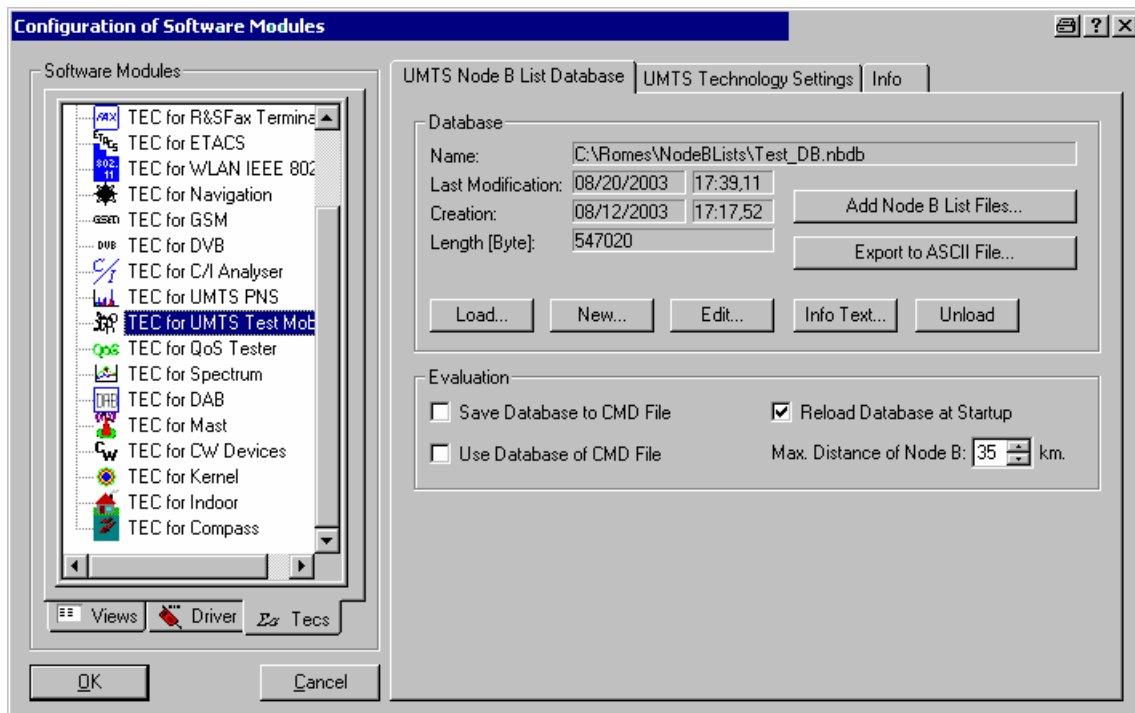 Configuration of Software Modules
Software Modules
TEC for R&SFax Termina
TEC for ETACS
TEC for WLAN IEEE 802
TEC for Navigation
TEC for GSM
TEC for DVB
TEC for C/I Analyser
TEC for UMTS PNS
TEC for UMTS Test Mob
TEC for QoS Tester
TEC for Spectrum
TEC for DAB
TEC for Mast
TEC for CW Devices
TEC for Kernel
TEC for Indoor
TEC for Compass
Views Driver Tecs
OK Cancel
UMTS Node B List Database UMTS Technology Settings Info
Database
Name: C:\Romes\NodeBLists\Test_DB.nbdb
Last Modification: 08/20/2003 17:39,11
Creation: 08/12/2003 17:17,52
Length [Byte]: 547020
Add Node B List Files...
Export to ASCII File...
Load... New... Edit... Info Text... Unload
Evaluation
Save Database to CMD File Reload Database at Startup
Use Database of CMD File Max. Distance of Node B: 35 km.